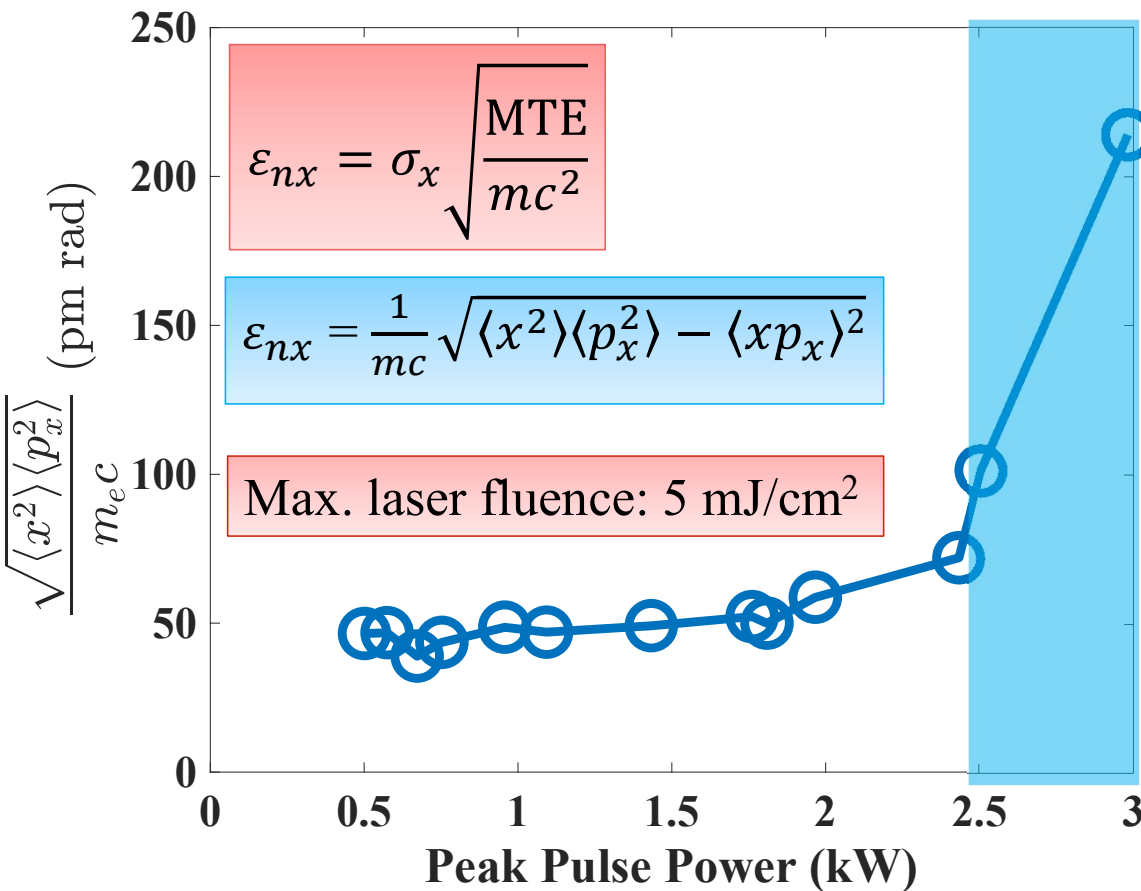 250
200
150
100
50
0
√⟨x²⟩⟨pₓ²⟩ / mₑc (pm rad)
εₙₓ = σₓ √(MTE / mc²)
εₙₓ = 1/mc √(⟨x²⟩⟨pₓ²⟩ − ⟨xpₓ⟩²)
Max. laser fluence: 5 mJ/cm²
0 0.5 1 1.5 2 2.5 3
Peak Pulse Power (kW)